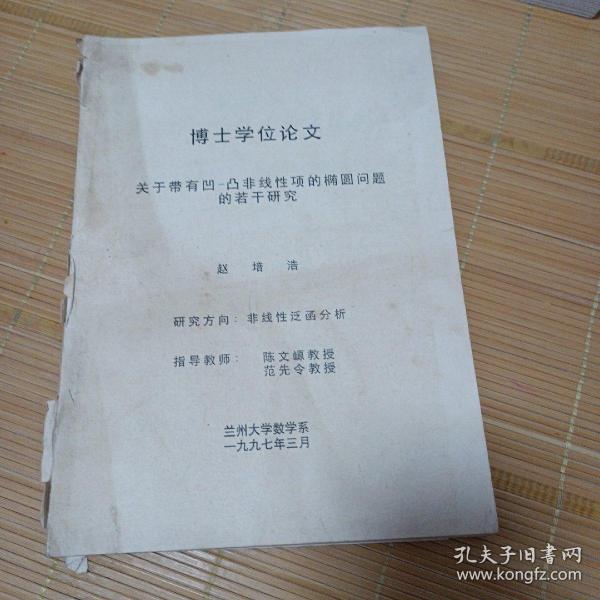 博士学位论文
关于带有凹-凸非线性项的椭圆问题
的若干研究
赵 培 浩
研究方向: 非线性泛函分析
指导教师: 陈文㟲教授
范先令教授
兰州大学数学系
一九九七年三月
孔夫子旧书网
www.kongfz.com